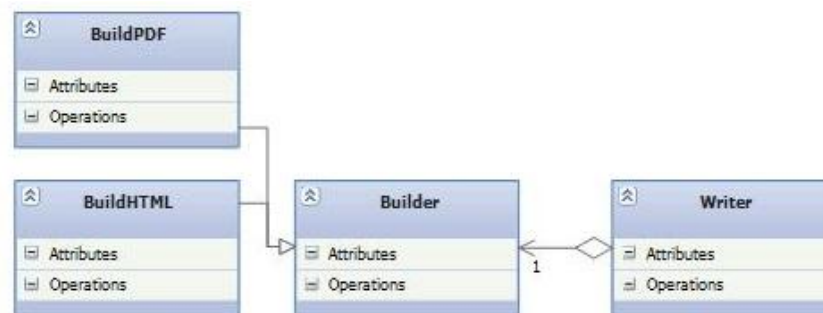 BuildPDF
Attributes
Operations
BuildHTML
Attributes
Operations
Builder
Attributes
Operations
1
Writer
Attributes
Operations